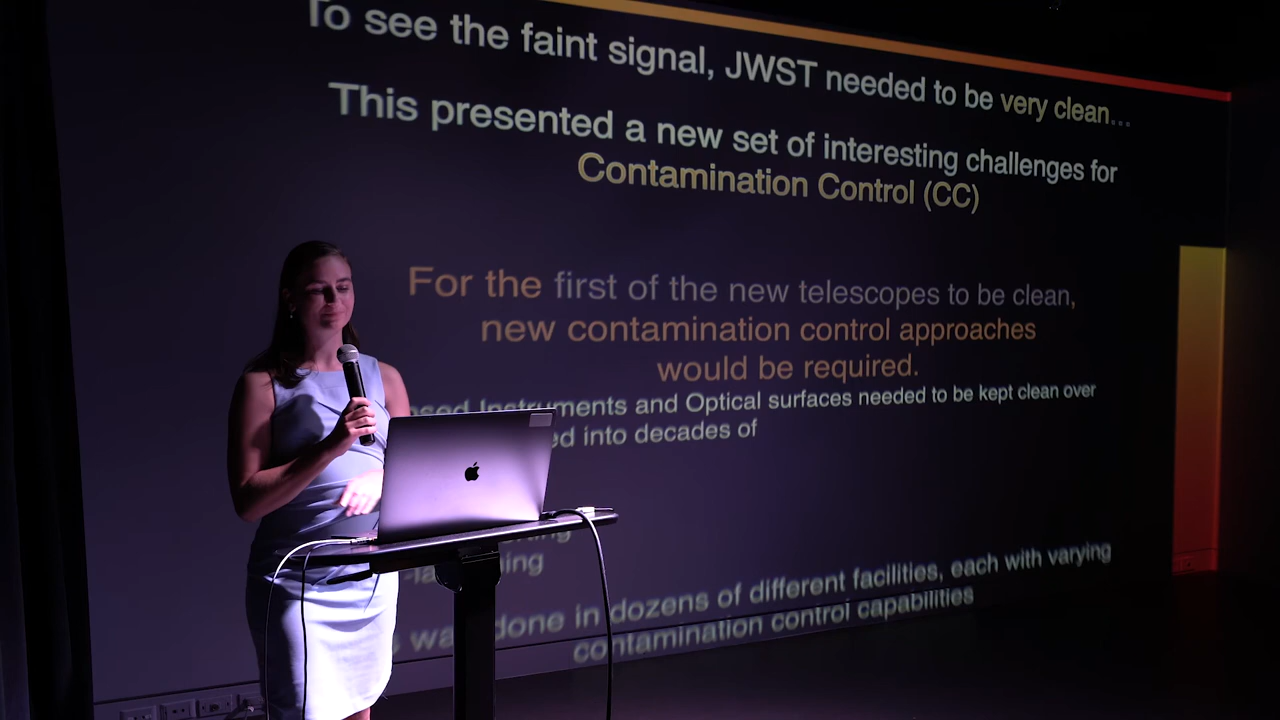 To see the faint signal, JWST needed to be very clean...
This presented a new set of interesting challenges for
Contamination Control (CC)
For the first of the new telescopes to be clean,
new contamination control approaches
would be required.
Instruments and Optical surfaces needed to be kept clean over
into decades of
done in dozens of different facilities, each with varying
contamination control capabilities